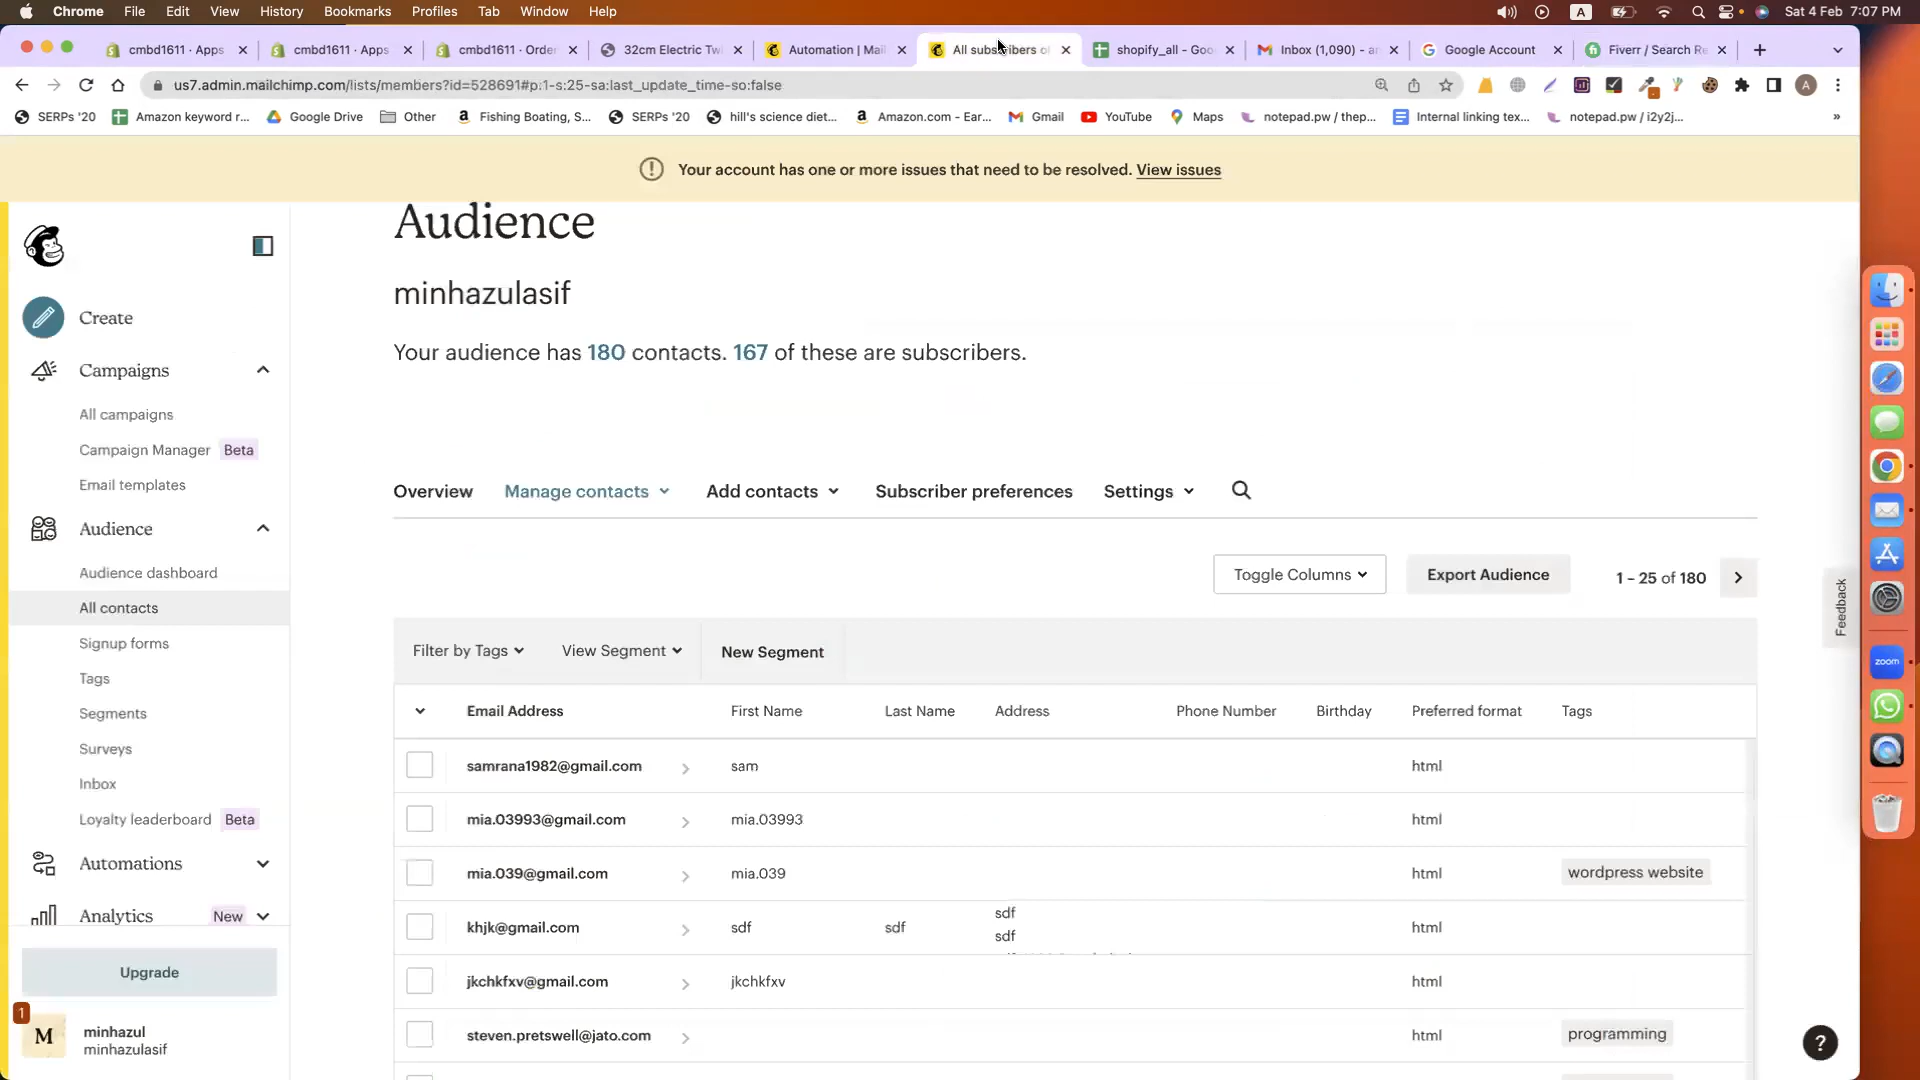 Chrome File Edit View History Bookmarks Profiles Tab Window Help
A
Sat 4 Feb 7:07 PM
cmbd1611 · Apps
cmbd1611 · Apps
cmbd1611 · Orde
32cm Electric Tw
Automation | Mail
All subscribers o
shopify_all - Goo
Inbox (1,090) - a
Google Account
Fiverr / Search Re
us7.admin.mailchimp.com/lists/members?id=528691#p:1-s:25-sa:last_update_time-so:false
A
SERPs '20
Amazon keyword r...
Google Drive
Other
Fishing Boating, S...
SERPs '20
hill's science diet...
Amazon.com - Ear...
Gmail
YouTube
Maps
notepad.pw / thep...
Internal linking tex...
notepad.pw / i2y2j...
»
Your account has one or more issues that need to be resolved. View issues
Audience
minhazulasif
Your audience has 180 contacts. 167 of these are subscribers.
Create
Campaigns
All campaigns
Campaign Manager Beta
Email templates
Audience
Audience dashboard
All contacts
Signup forms
Tags
Segments
Surveys
Inbox
Loyalty leaderboard Beta
Automations
Analytics New
Upgrade
1
M
minhazul
minhazulasif
Overview Manage contacts Add contacts Subscriber preferences Settings
Toggle Columns Export Audience 1 – 25 of 180
Filter by Tags View Segment New Segment
Email Address First Name Last Name Address Phone Number Birthday Preferred format Tags
samrana1982@gmail.com sam html
mia.03993@gmail.com mia.03993 html
mia.039@gmail.com mia.039 html wordpress website
khjk@gmail.com sdf sdf sdf html
sdf
jkchkfxv@gmail.com jkchkfxv html
steven.pretswell@jato.com html programming
Feedback
?
zoom